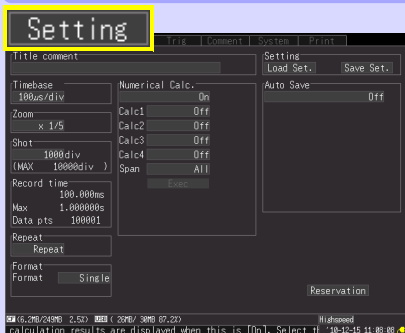 Setting
Trig Comment System Print
Title comment
Setting
Load Set. Save Set.
Timebase
100us/div
Zoom
x 1/5
Shot
1000div
(MAX 10000div )
Record time
100.000ms
Max 1.000000s
Data pts 100001
Repeat
Repeat
Format
Format Single
Numerical Calc.
On
Calc1 Off
Calc2 Off
Calc3 Off
Calc4 Off
Span All
Exec
Auto Save
Off
Reservation
CF (6.2MB/249MB 2.5%) USB ( 26MB/ 30MB 87.2%) Highspeed
calculation results are displayed when this is [On]. Select t '10-12-15 11:08:08